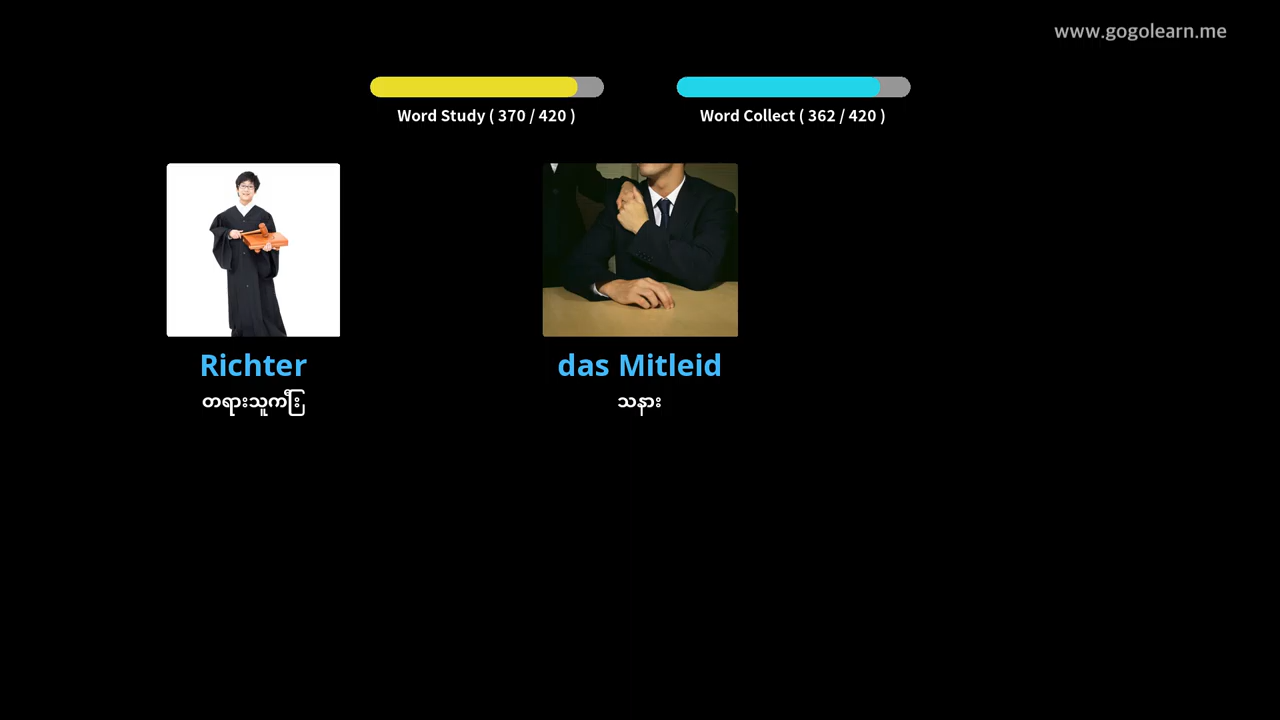 www.gogolearn.me
Word Study ( 370 / 420 )
Word Collect ( 362 / 420 )
Richter
တရားသူကြီး
das Mitleid
သနား